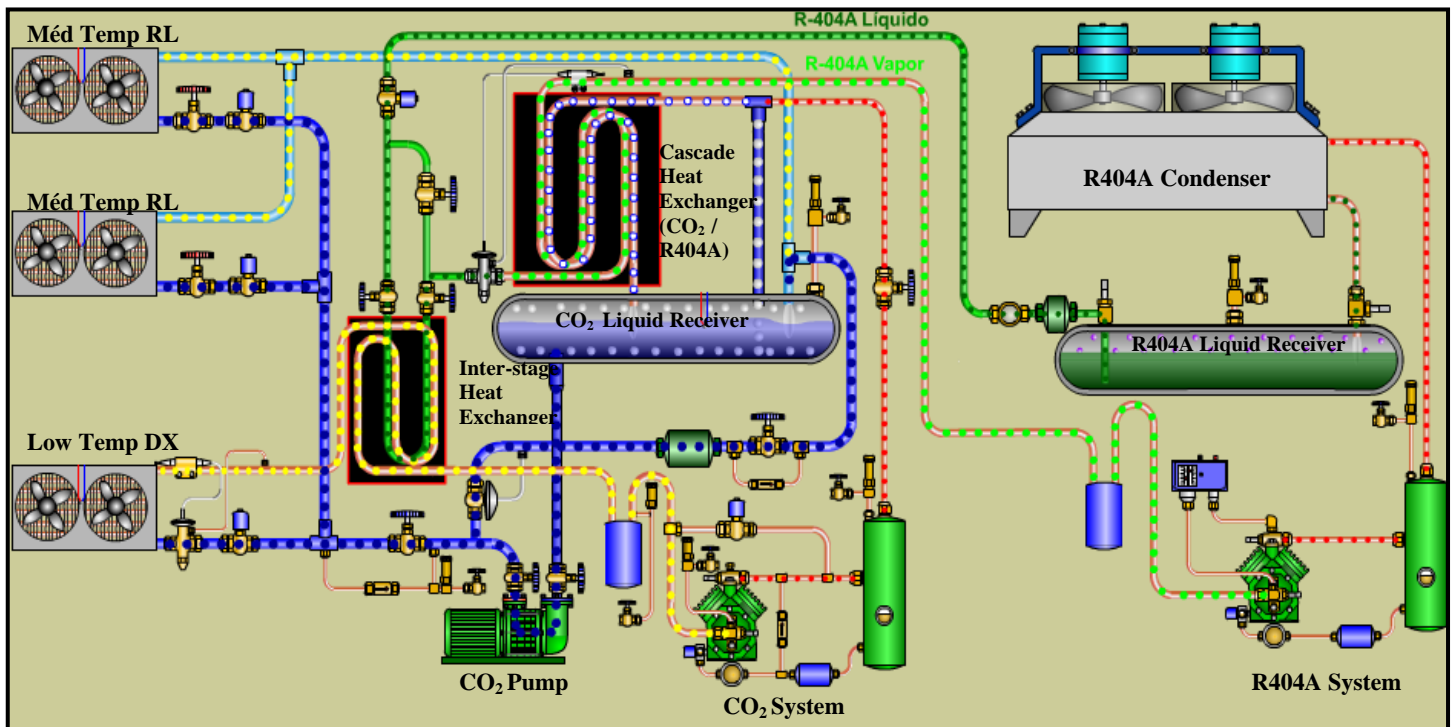 R-404A Líquido
Méd Temp RL
R-404A Vapor
Cascade
Heat
Exchanger
(CO₂ /
R404A)
R404A Condenser
Méd Temp RL
CO₂ Liquid Receiver
R404A Liquid Receiver
Inter-stage
Heat
Exchanger
Low Temp DX
CO₂ Pump
CO₂ System
R404A System